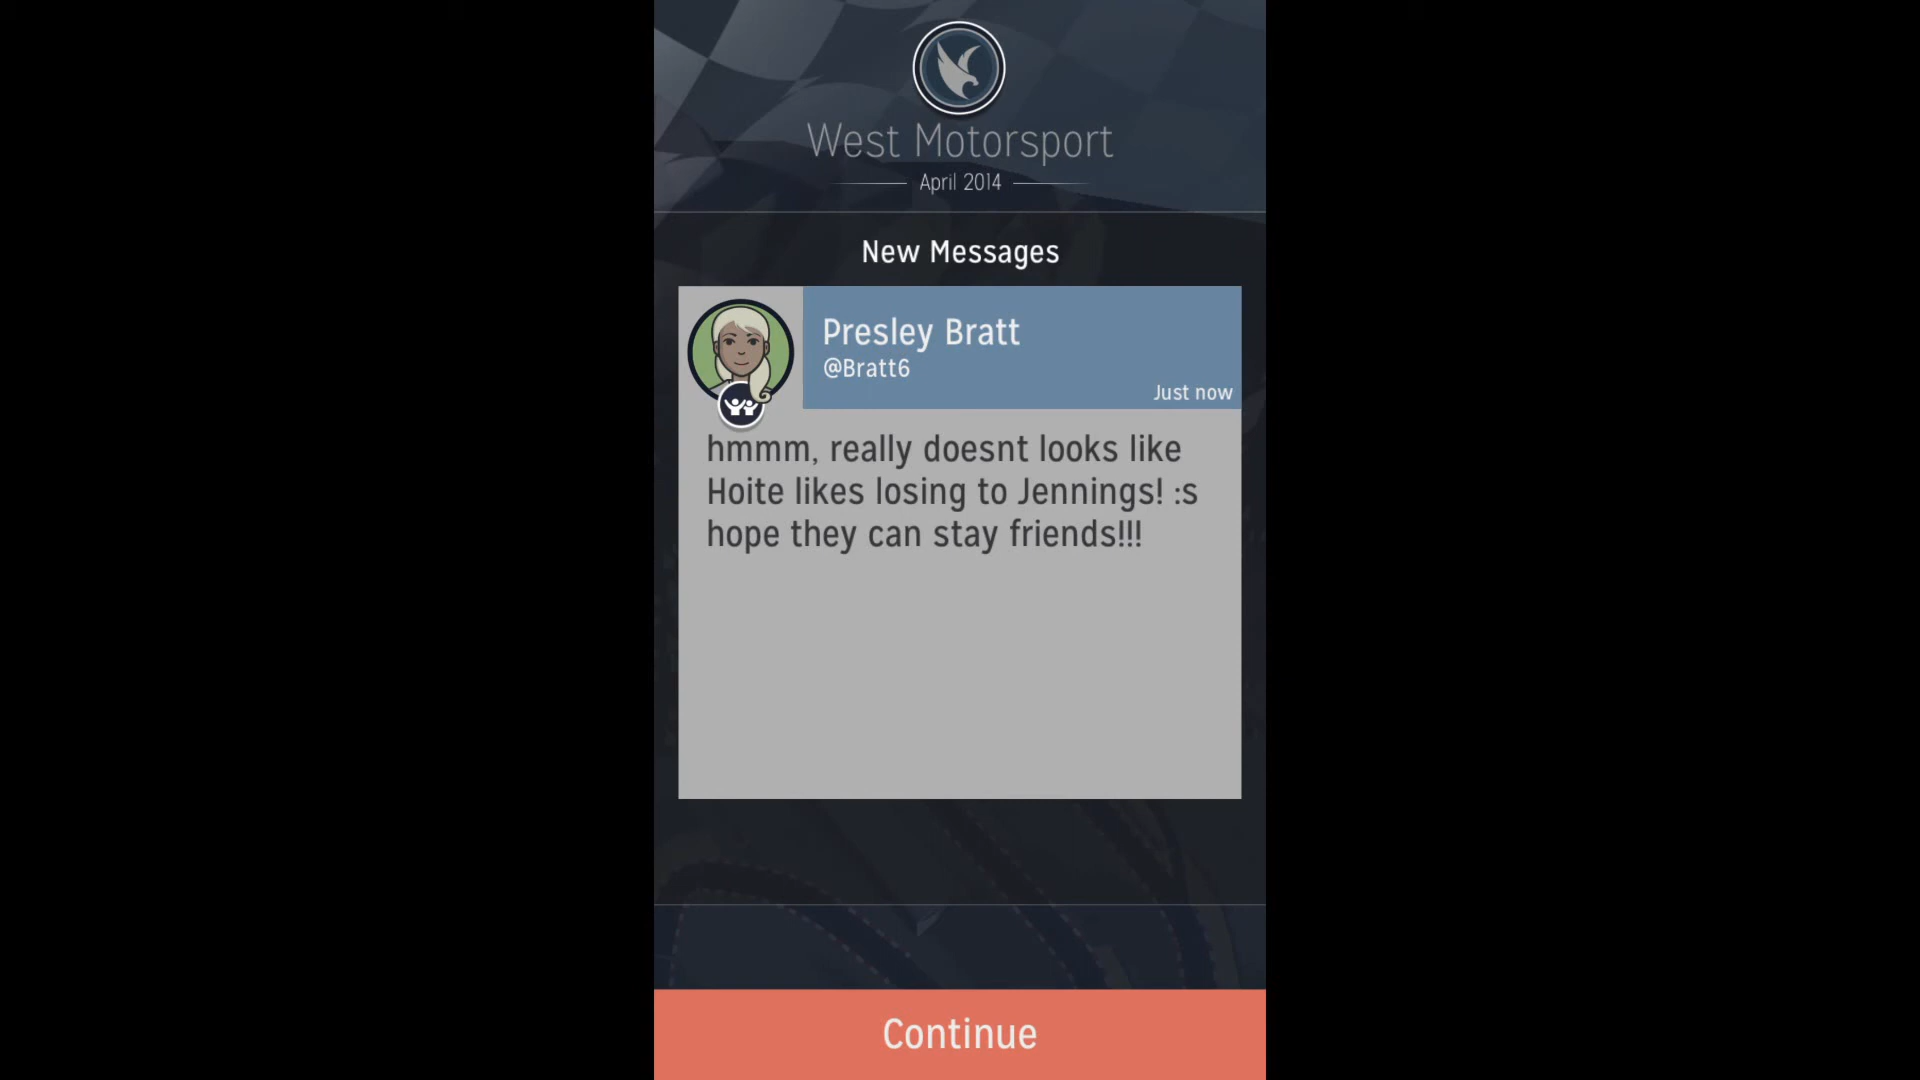 West Motorsport
April 2014
New Messages
Presley Bratt
@Bratt6
Just now
hmmm, really doesnt looks like
Hoite likes losing to Jennings! :s
hope they can stay friends!!!
Continue